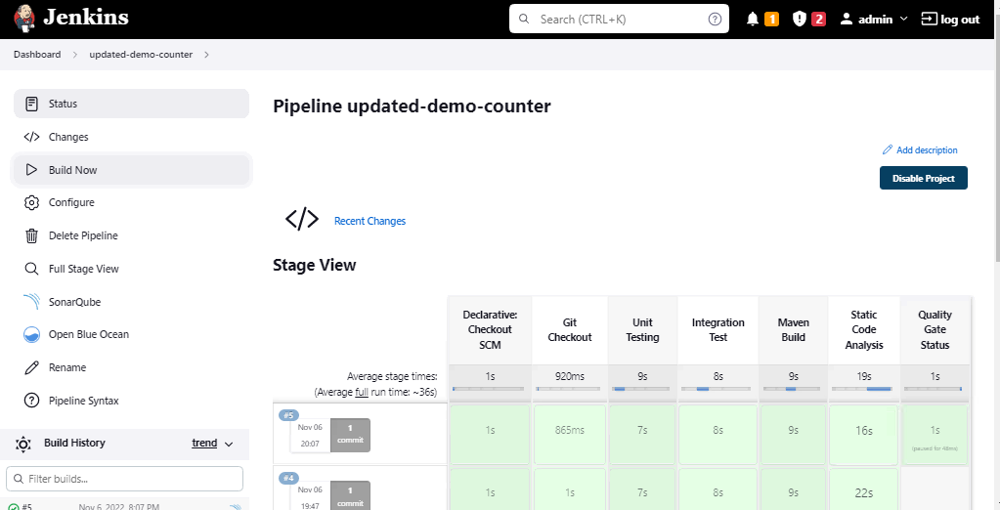 Jenkins
Search (CTRL+K)
1
2
admin
log out
Dashboard
updated-demo-counter
Status
Changes
Build Now
Configure
Delete Pipeline
Full Stage View
SonarQube
Open Blue Ocean
Rename
Pipeline Syntax
Build History
trend
Filter builds...
#5
Nov 6, 2022, 8:07 PM
Pipeline updated-demo-counter
Add description
Disable Project
</>
Recent Changes
Stage View
Declarative:
Checkout
SCM
Git
Checkout
Unit
Testing
Integration
Test
Maven
Build
Static
Code
Analysis
Quality
Gate
Status
Average stage times:
(Average full run time: ~36s)
1s
920ms
9s
8s
9s
19s
1s
#5
Nov 06
20:07
1
commit
1s
865ms
7s
8s
9s
16s
1s
(paused for 48ms)
#4
Nov 06
19:47
1
commit
1s
1s
7s
8s
9s
22s